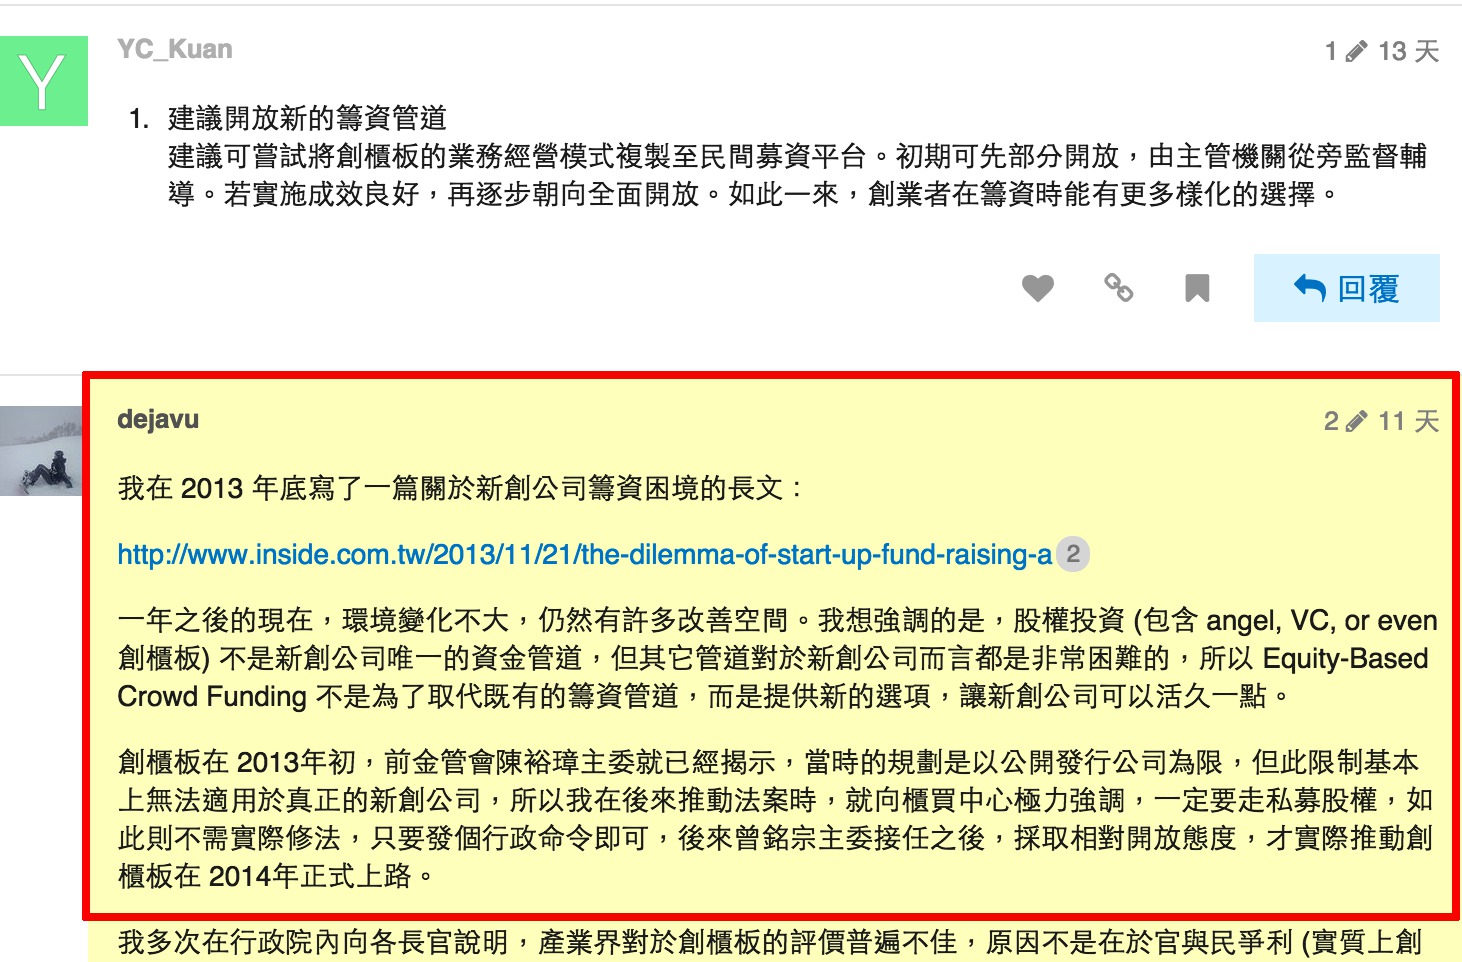 Y
YC_Kuan
1 13 天
1. 建議開放新的籌資管道
建議可嘗試將創櫃板的業務經營模式複製至民間募資平台。初期可先部分開放，由主管機關從旁監督輔
導。若實施成效良好，再逐步朝向全面開放。如此一來，創業者在籌資時能有更多樣化的選擇。
回覆
dejavu
2 11 天
我在 2013 年底寫了一篇關於新創公司籌資困境的長文：
http://www.inside.com.tw/2013/11/21/the-dilemma-of-start-up-fund-raising-a 2
一年之後的現在，環境變化不大，仍然有許多改善空間。我想強調的是，股權投資 (包含 angel, VC, or even
創櫃板) 不是新創公司唯一的資金管道，但其它管道對於新創公司而言都是非常困難的，所以 Equity-Based
Crowd Funding 不是為了取代既有的籌資管道，而是提供新的選項，讓新創公司可以活久一點。
創櫃板在 2013年初，前金管會陳裕璋主委就已經揭示，當時的規劃是以公開發行公司為限，但此限制基本
上無法適用於真正的新創公司，所以我在後來推動法案時，就向櫃買中心極力強調，一定要走私募股權，如
此則不需實際修法，只要發個行政命令即可，後來曾銘宗主委接任之後，採取相對開放態度，才實際推動創
櫃板在 2014年正式上路。
我多次在行政院內向各長官說明，產業界對於創櫃板的評價普遍不佳，原因不是在於官與民爭利 (實質上創